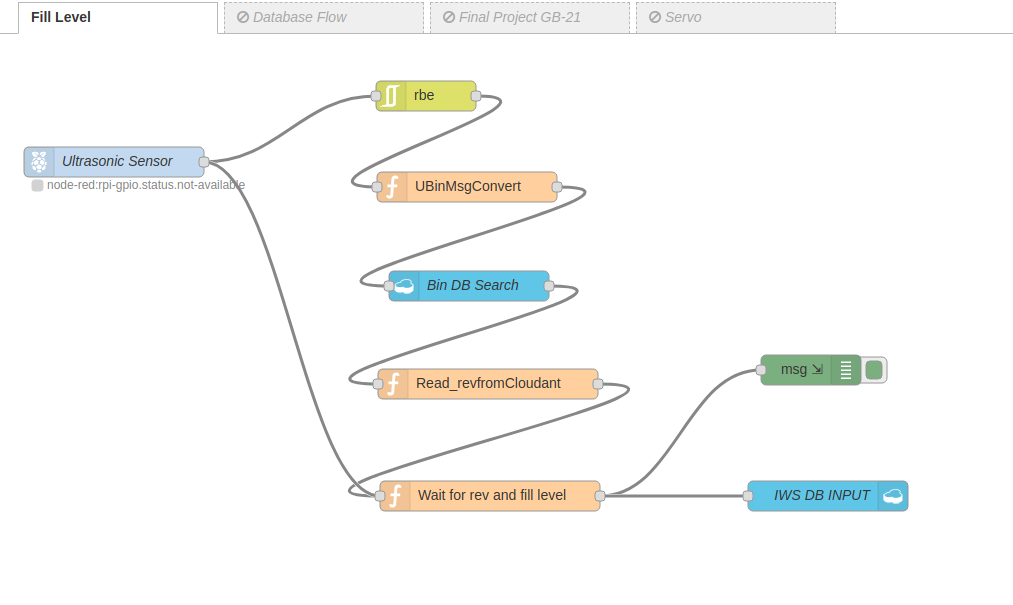 Fill Level
Database Flow
Final Project GB-21
Servo
rbe
Ultrasonic Sensor
node-red:rpi-gpio.status.not-available
UBinMsgConvert
Bin DB Search
Read_revfromCloudant
msg ⇲
Wait for rev and fill level
IWS DB INPUT